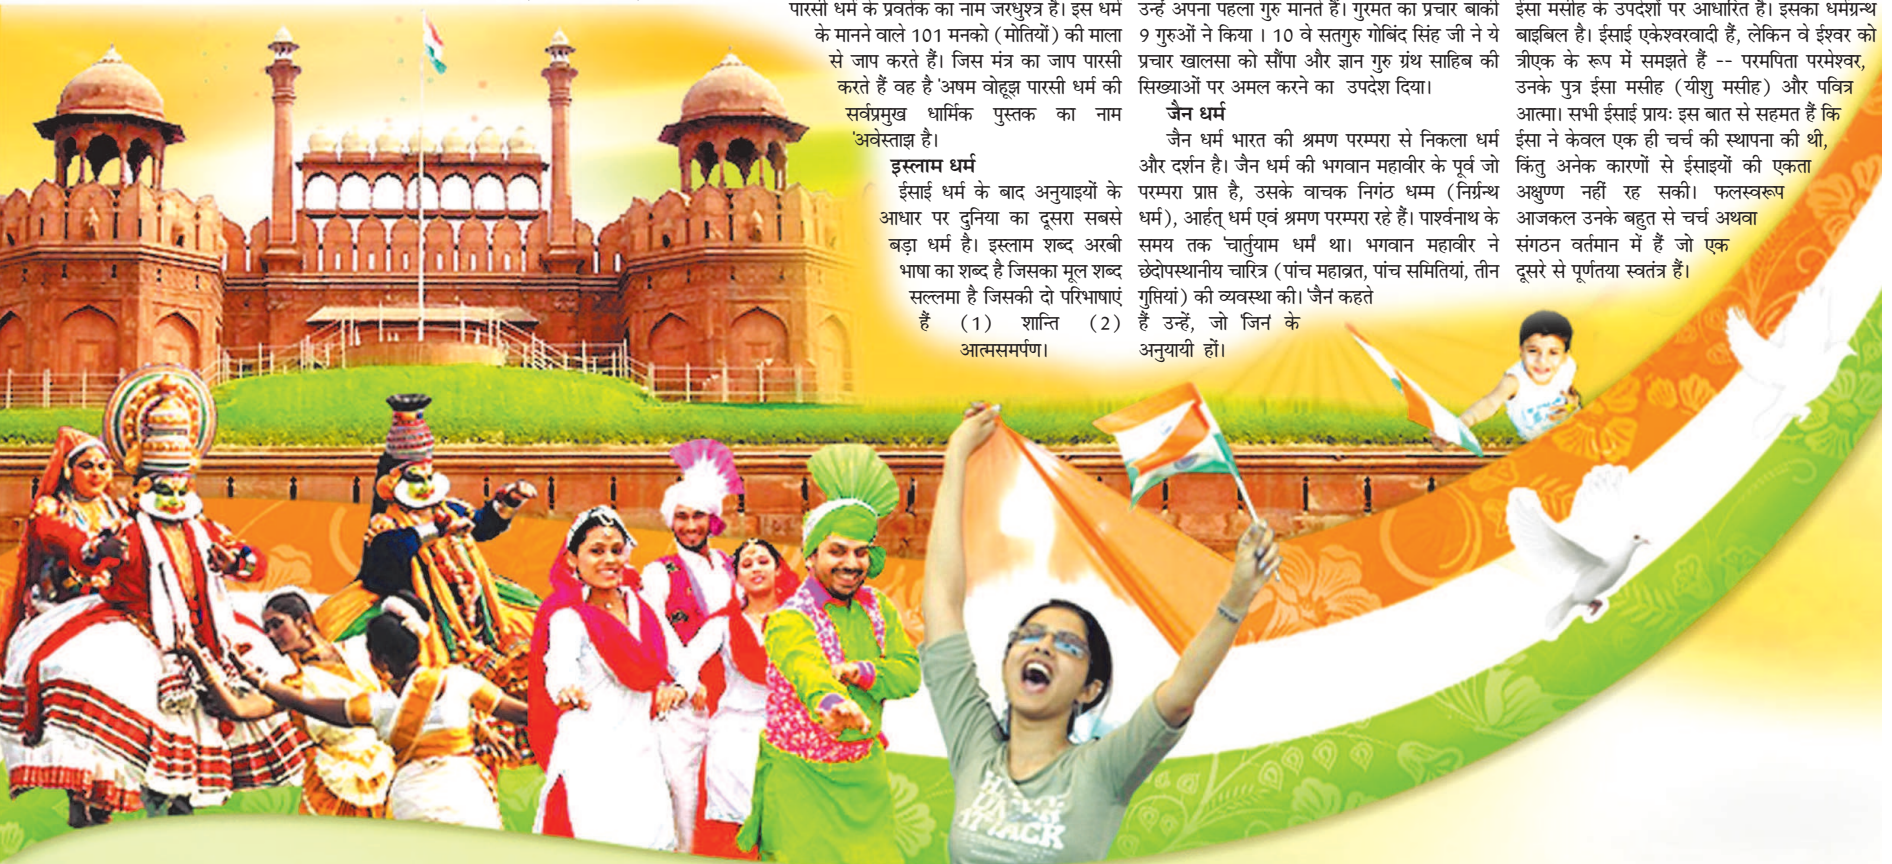 पारसी धर्म के प्रवर्तक का नाम जरथुश्त्र है। इस धर्म
के मानने वाले 101 मनको (मोतियों) की माला
से जाप करते हैं। जिस मंत्र का जाप पारसी
करते हैं वह है 'अषम वोहूझ पारसी धर्म की
सर्वप्रमुख धार्मिक पुस्तक का नाम
'अवेस्ताझ है।
इस्लाम धर्म
ईसाई धर्म के बाद अनुयाइयों के
आधार पर दुनिया का दूसरा सबसे
बड़ा धर्म है। इस्लाम शब्द अरबी
भाषा का शब्द है जिसका मूल शब्द
सल्लमा है जिसकी दो परिभाषाएं
हैं (1) शान्ति (2)
आत्मसमर्पण।
उन्हें अपना पहला गुरु मानते हैं। गुरमत का प्रचार बाकी
9 गुरुओं ने किया । 10 वे सतगुरु गोबिंद सिंह जी ने ये
प्रचार खालसा को सौंपा और ज्ञान गुरु ग्रंथ साहिब की
सिख्याओं पर अमल करने का उपदेश दिया।
जैन धर्म
जैन धर्म भारत की श्रमण परम्परा से निकला धर्म
और दर्शन है। जैन धर्म की भगवान महावीर के पूर्व जो
परम्परा प्राप्त है, उसके वाचक निगंठ धम्म (निर्ग्रन्थ
धर्म), आर्हत् धर्म एवं श्रमण परम्परा रहे हैं। पार्श्वनाथ के
समय तक 'चार्तुयाम धर्मं था। भगवान महावीर ने
छेदोपस्थानीय चारित्र (पांच महाव्रत, पांच समितियां, तीन
गुप्तियां) की व्यवस्था की। 'जैन' कहते
हैं उन्हें, जो 'जिन' के
अनुयायी हों।
ईसा मसीह के उपदेशों पर आधारित है। इसका धर्मग्रन्थ
बाइबिल है। ईसाई एकेश्वरवादी हैं, लेकिन वे ईश्वर को
त्रीएक के रूप में समझते हैं -- परमपिता परमेश्वर,
उनके पुत्र ईसा मसीह (यीशु मसीह) और पवित्र
आत्मा। सभी ईसाई प्रायः इस बात से सहमत हैं कि
ईसा ने केवल एक ही चर्च की स्थापना की थी,
किंतु अनेक कारणों से ईसाइयों की एकता
अक्षुण्ण नहीं रह सकी। फलस्वरूप
आजकल उनके बहुत से चर्च अथवा
संगठन वर्तमान में हैं जो एक
दूसरे से पूर्णतया स्वतंत्र हैं।